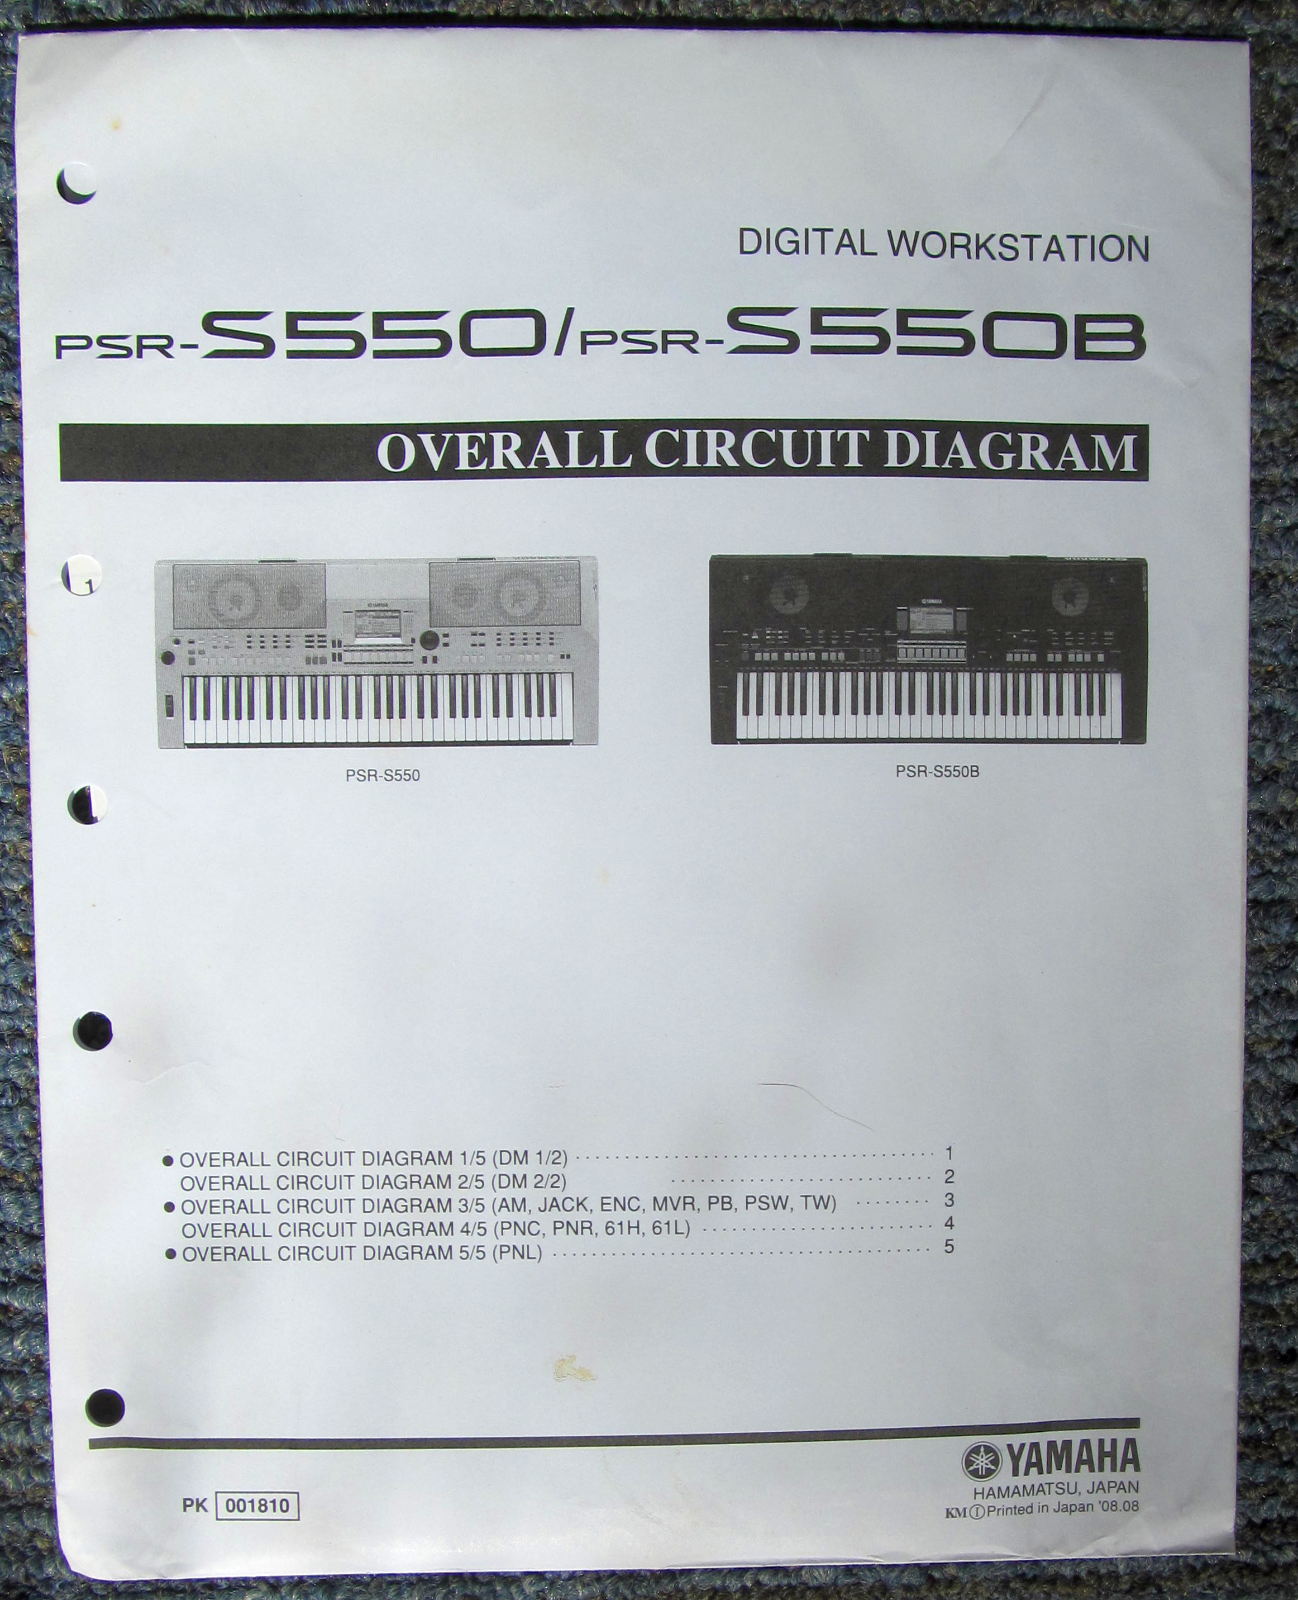 DIGITAL WORKSTATION
PSR-S550/PSR-S550B
OVERALL CIRCUIT DIAGRAM
1
YAMAHA
YAMAHA
PSR-S550
PSR-S550B
● OVERALL CIRCUIT DIAGRAM 1/5 (DM 1/2) ········································ 1
OVERALL CIRCUIT DIAGRAM 2/5 (DM 2/2) ····························· 2
● OVERALL CIRCUIT DIAGRAM 3/5 (AM, JACK, ENC, MVR, PB, PSW, TW) ········ 3
OVERALL CIRCUIT DIAGRAM 4/5 (PNC, PNR, 61H, 61L) ·························· 4
● OVERALL CIRCUIT DIAGRAM 5/5 (PNL) ·········································· 5
YAMAHA
HAMAMATSU, JAPAN
PK 001810
KM Ⓘ Printed in Japan '08.08